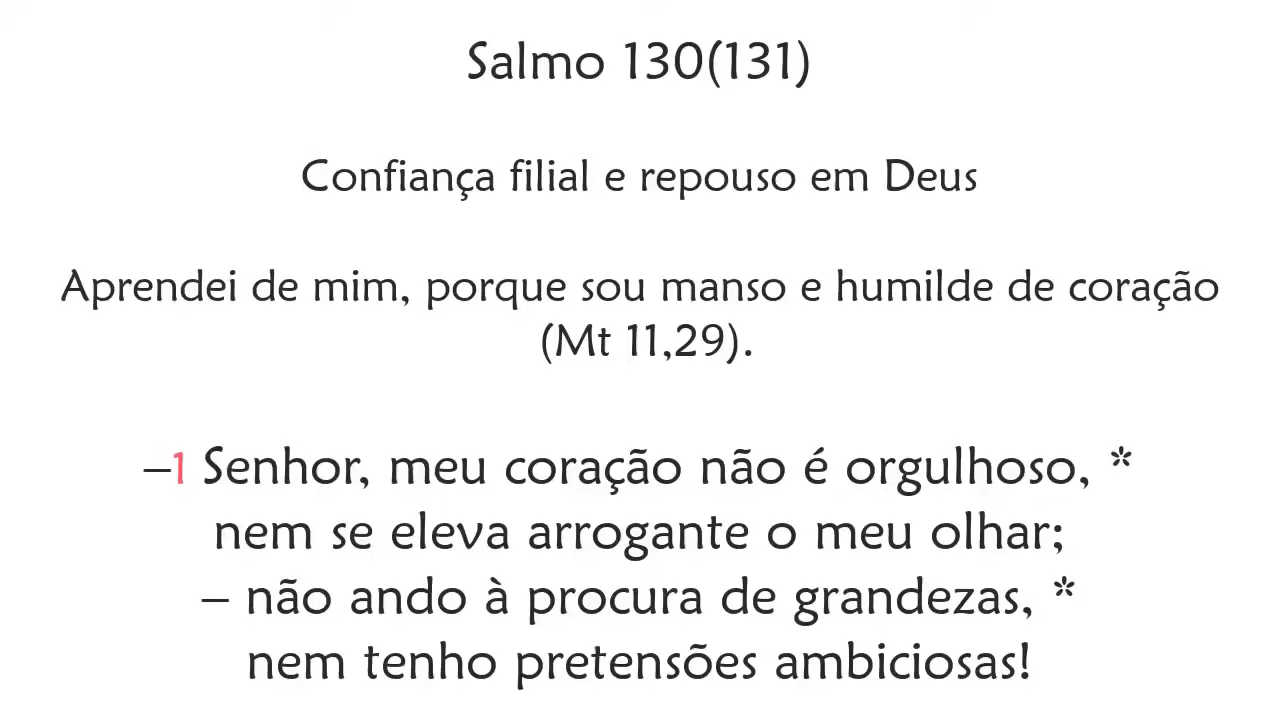 Salmo 130(131)
Confiança filial e repouso em Deus
Aprendei de mim, porque sou manso e humilde de coração
(Mt 11,29).
–1 Senhor, meu coração não é orgulhoso, *
nem se eleva arrogante o meu olhar;
– não ando à procura de grandezas, *
nem tenho pretensões ambiciosas!